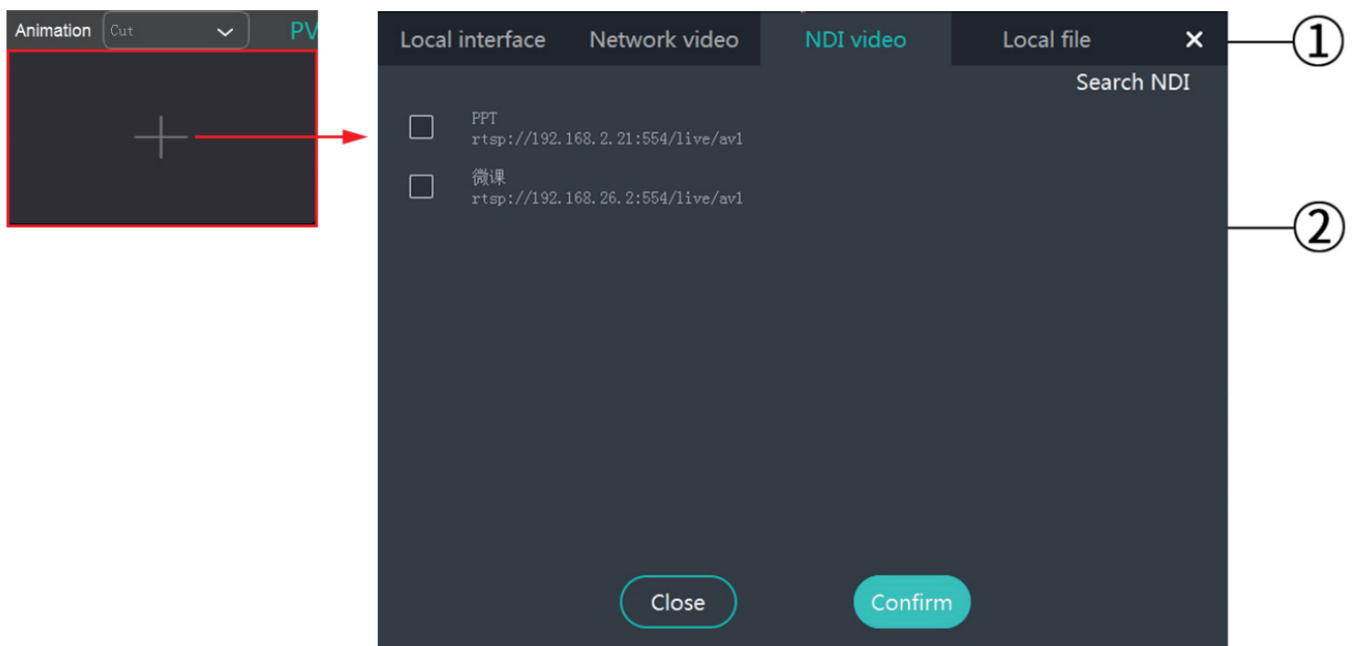 Animation Cut PV
Local interface Network video NDI video Local file ×
①
Search NDI
PPT
rtsp://192.168.2.21:554/live/av1
微课
rtsp://192.168.26.2:554/live/av1
②
Close Confirm